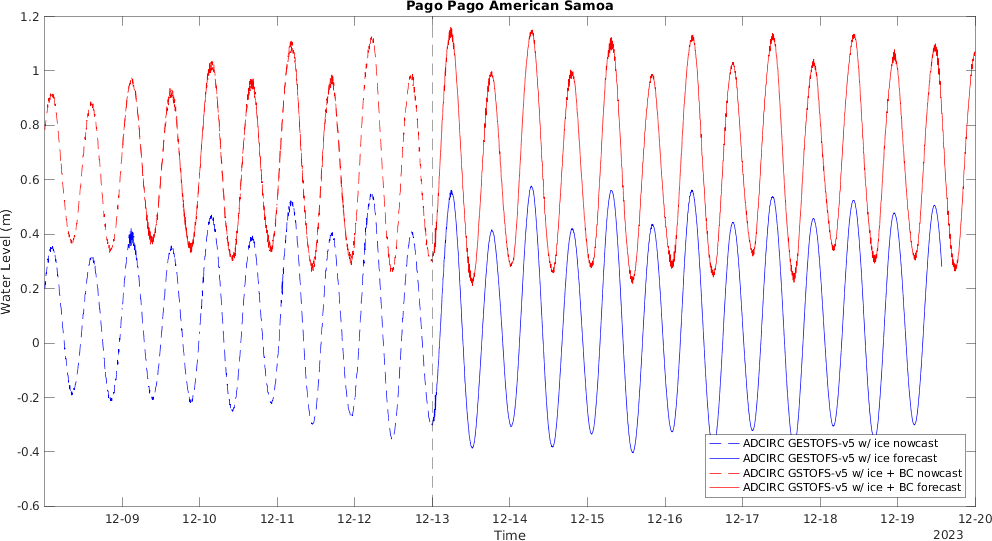 Pago Pago American Samoa
Water Level (m)
1.2
1
0.8
0.6
0.4
0.2
0
-0.2
-0.4
-0.6
ADCIRC GESTOFS-v5 w/ ice nowcast
ADCIRC GESTOFS-v5 w/ ice forecast
ADCIRC GSTOFS-v5 w/ ice + BC nowcast
ADCIRC GSTOFS-v5 w/ ice + BC forecast
12-09 12-10 12-11 12-12 12-13 12-14 12-15 12-16 12-17 12-18 12-19 12-20
Time
2023